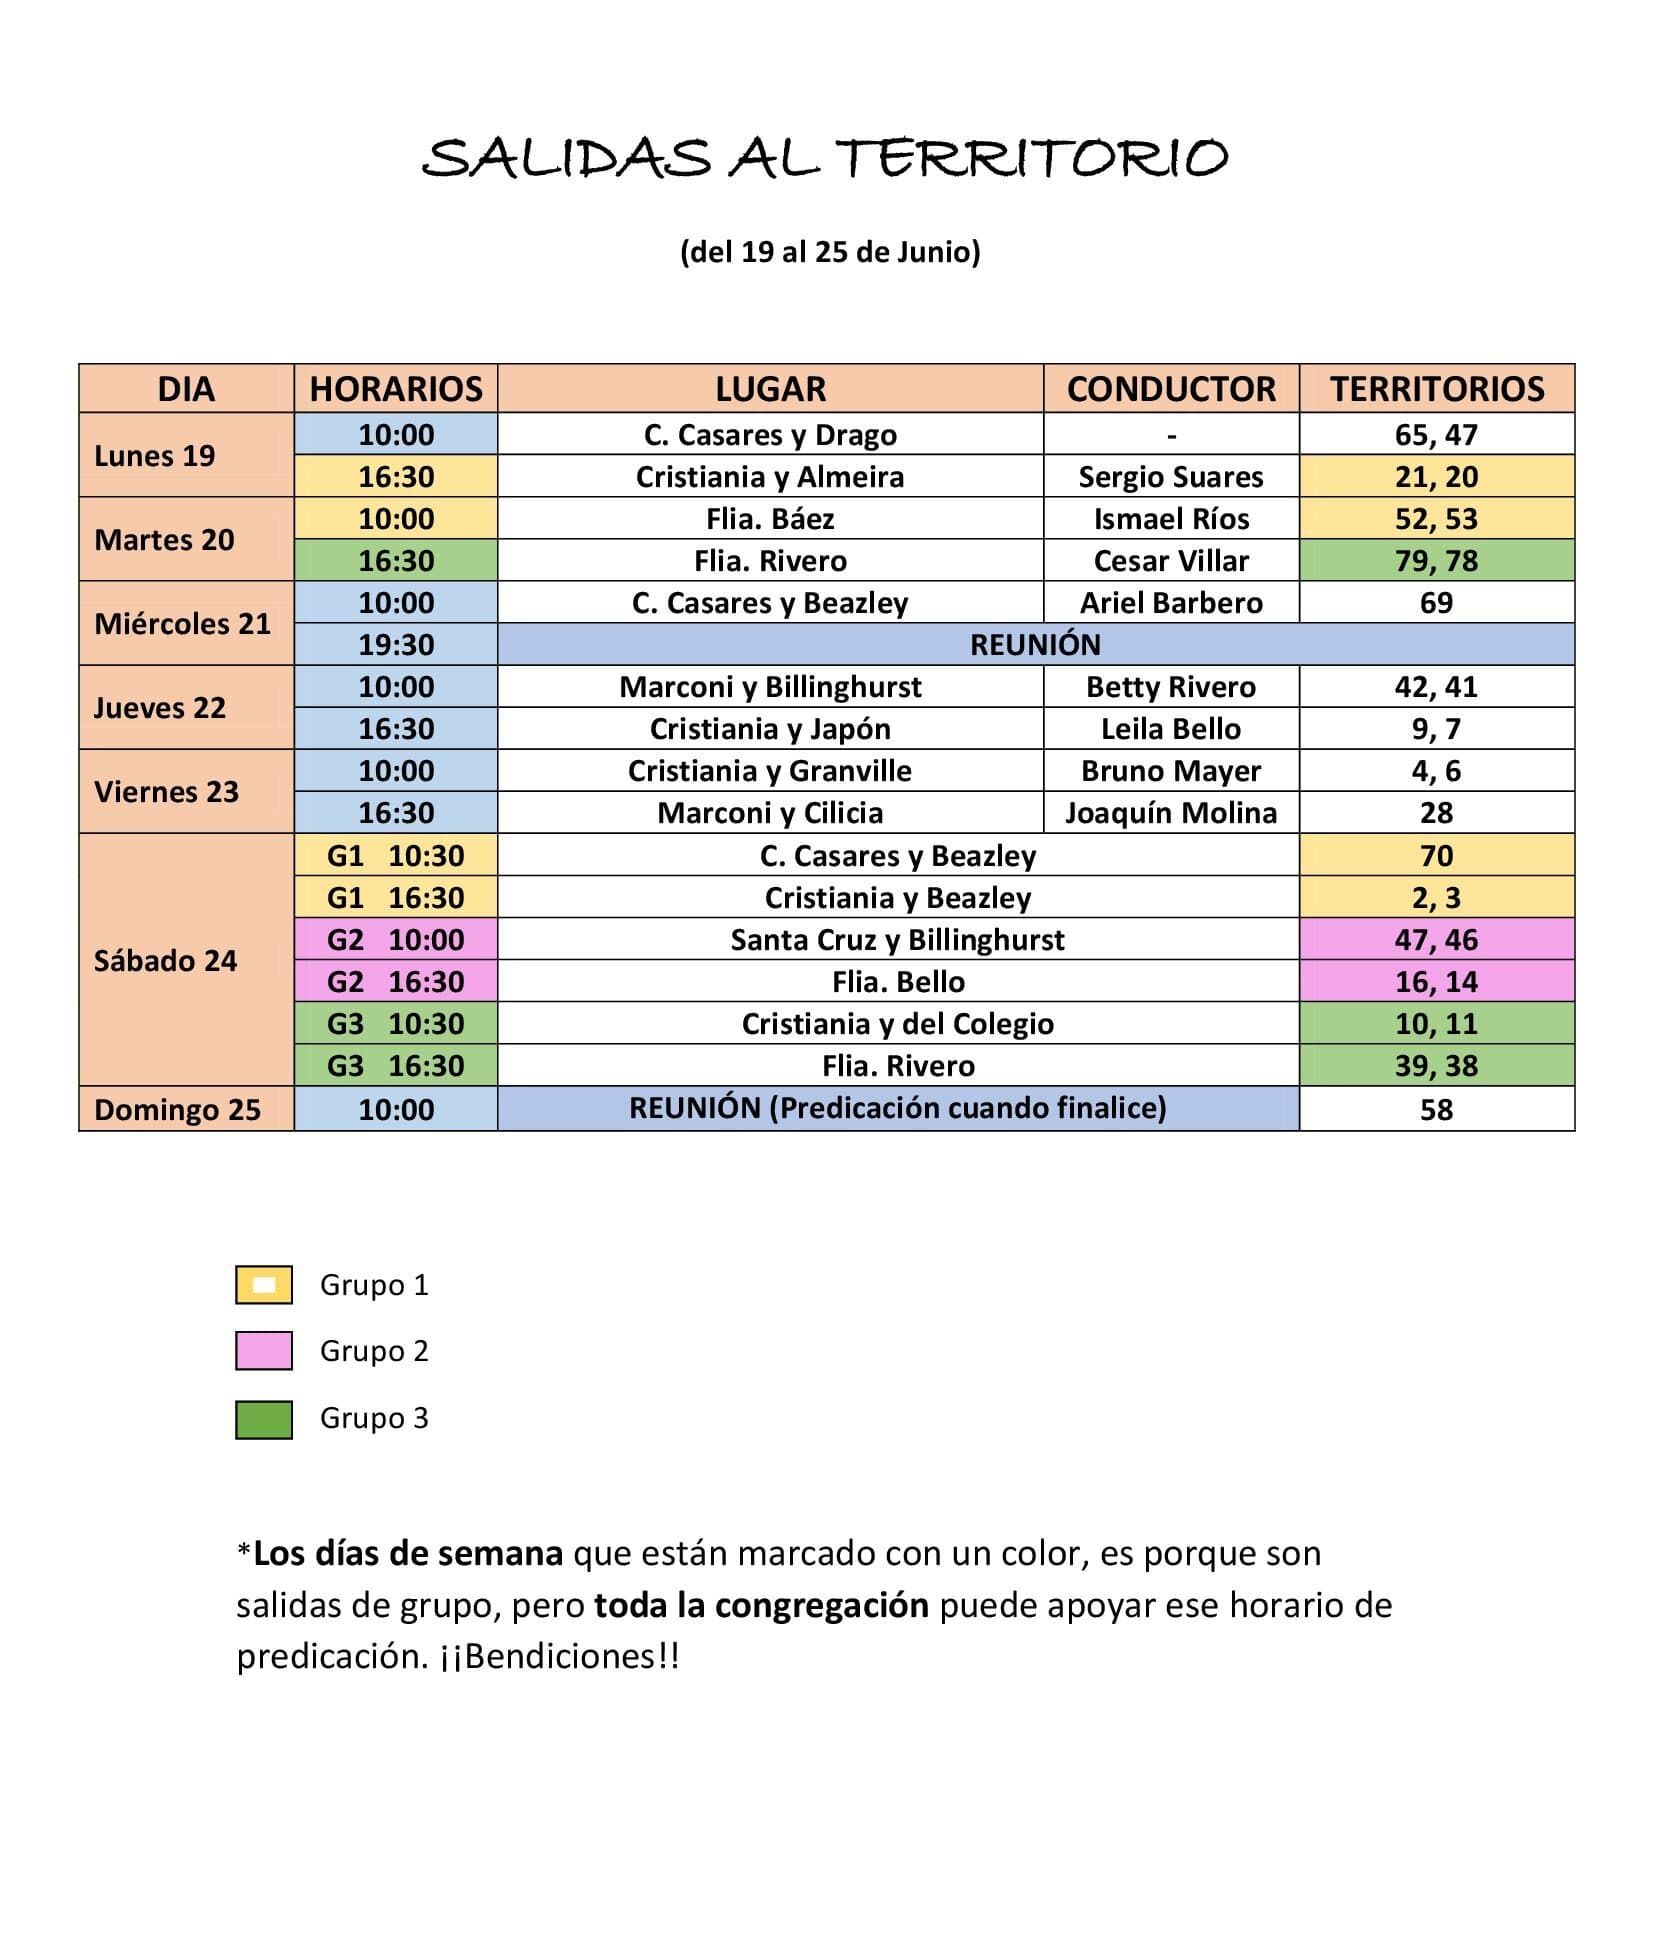 SALIDAS AL TERRITORIO
(del 19 al 25 de Junio)
DIA HORARIOS LUGAR CONDUCTOR TERRITORIOS
Lunes 19
10:00 C. Casares y Drago - 65, 47
16:30 Cristiania y Almeira Sergio Suares 21, 20
Martes 20
10:00 Flia. Báez Ismael Ríos 52, 53
16:30 Flia. Rivero Cesar Villar 79, 78
Miércoles 21
10:00 C. Casares y Beazley Ariel Barbero 69
19:30 REUNIÓN
Jueves 22
10:00 Marconi y Billinghurst Betty Rivero 42, 41
16:30 Cristiania y Japón Leila Bello 9, 7
Viernes 23
10:00 Cristiania y Granville Bruno Mayer 4, 6
16:30 Marconi y Cilicia Joaquín Molina 28
Sábado 24
G1 10:30 C. Casares y Beazley 70
G1 16:30 Cristiania y Beazley 2, 3
G2 10:00 Santa Cruz y Billinghurst 47, 46
G2 16:30 Flia. Bello 16, 14
G3 10:30 Cristiania y del Colegio 10, 11
G3 16:30 Flia. Rivero 39, 38
Domingo 25 10:00 REUNIÓN (Predicación cuando finalice) 58
Grupo 1
Grupo 2
Grupo 3
*Los días de semana que están marcado con un color, es porque son
salidas de grupo, pero toda la congregación puede apoyar ese horario de
predicación. ¡¡Bendiciones!!